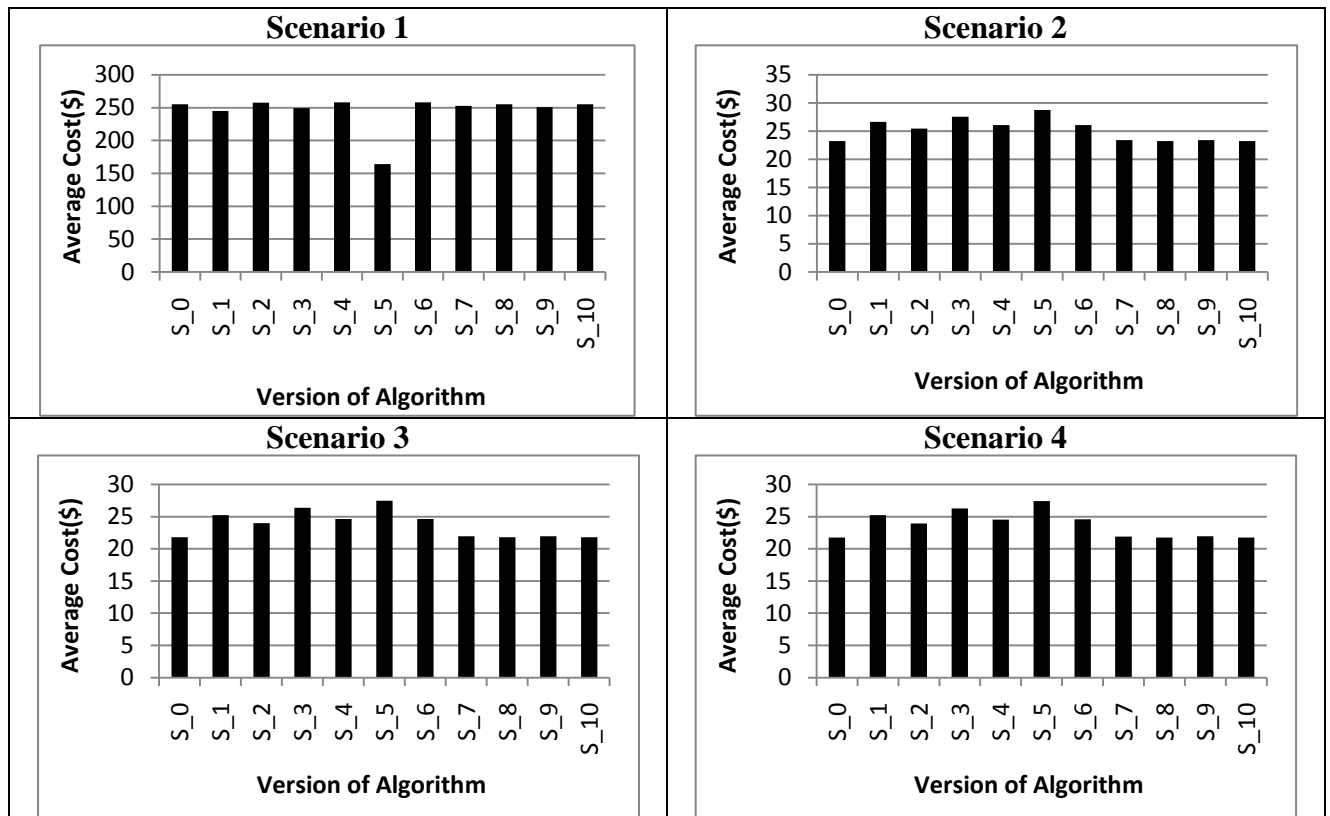 Scenario 1
Average Cost($)
300
250
200
150
100
50
0
S_0
S_1
S_2
S_3
S_4
S_5
S_6
S_7
S_8
S_9
S_10
Version of Algorithm
Scenario 2
Average Cost($)
35
30
25
20
15
10
5
0
S_0
S_1
S_2
S_3
S_4
S_5
S_6
S_7
S_8
S_9
S_10
Version of Algorithm
Scenario 3
Average Cost($)
30
25
20
15
10
5
0
S_0
S_1
S_2
S_3
S_4
S_5
S_6
S_7
S_8
S_9
S_10
Version of Algorithm
Scenario 4
Average Cost($)
30
25
20
15
10
5
0
S_0
S_1
S_2
S_3
S_4
S_5
S_6
S_7
S_8
S_9
S_10
Version of Algorithm